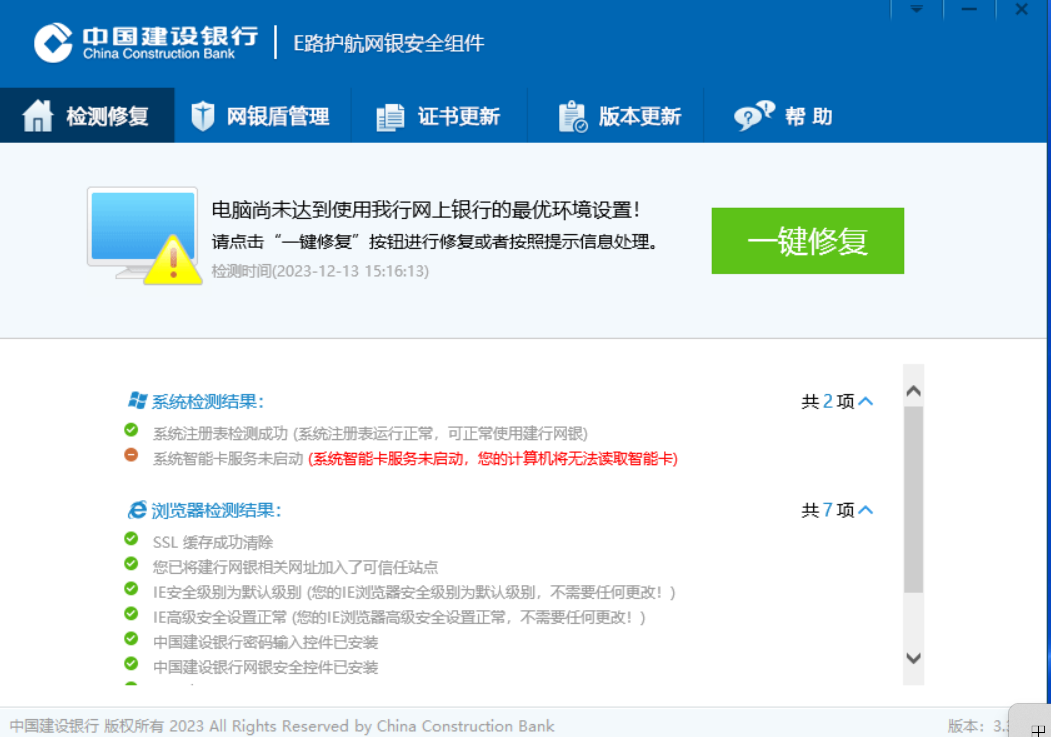 中国建设银行
China Construction Bank
E路护航网银安全组件
检测修复 网银盾管理 证书更新 版本更新 帮 助
电脑尚未达到使用我行网上银行的最优环境设置！
请点击“一键修复”按钮进行修复或者按照提示信息处理。
检测时间(2023-12-13 15:16:13)
一键修复
系统检测结果： 共2项
系统注册表检测成功 (系统注册表运行正常，可正常使用建行网银)
系统智能卡服务未启动 (系统智能卡服务未启动，您的计算机将无法读取智能卡)
浏览器检测结果： 共7项
SSL 缓存成功清除
您已将建行网银相关网址加入了可信任站点
IE安全级别为默认级别 (您的IE浏览器安全级别为默认级别，不需要任何更改！)
IE高级安全设置正常 (您的IE浏览器高级安全设置正常，不需要任何更改！)
中国建设银行密码输入控件已安装
中国建设银行网银安全控件已安装
中国建设银行 版权所有 2023 All Rights Reserved by China Construction Bank 版本：3.